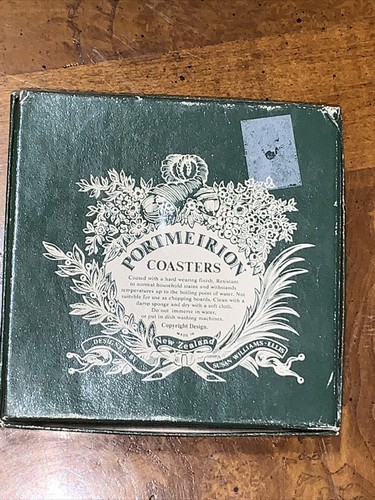 PORTMEIRION
COASTERS
Coated with a hard wearing finish. Resistant
to normal household stains and withstands
temperatures up to the boiling point of water. Not
suitable for use as chopping boards. Clean with a
damp sponge and dry with a soft cloth.
Do not immerse in water,
or put in dish washing machines.
Copyright Design.
MADE IN
New Zealand
DESIGNED BY
SUSAN WILLIAMS-ELLIS